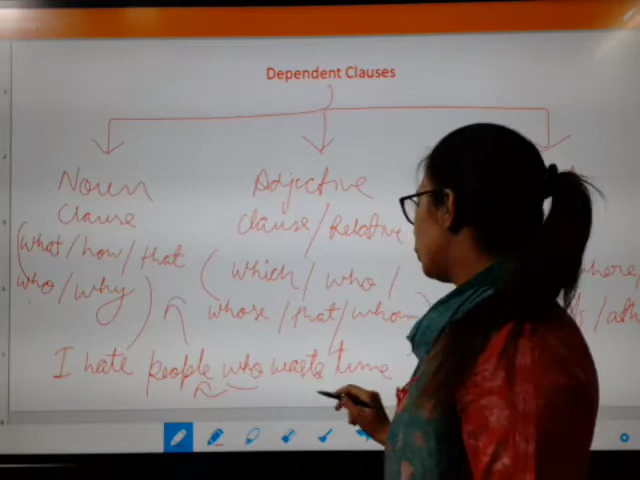 Dependent Clauses
Noun Adjective
Clause Clause/Relative
(what/how/that (which/who/ where,
who/why) whose/that/whom
I hate people who waste time